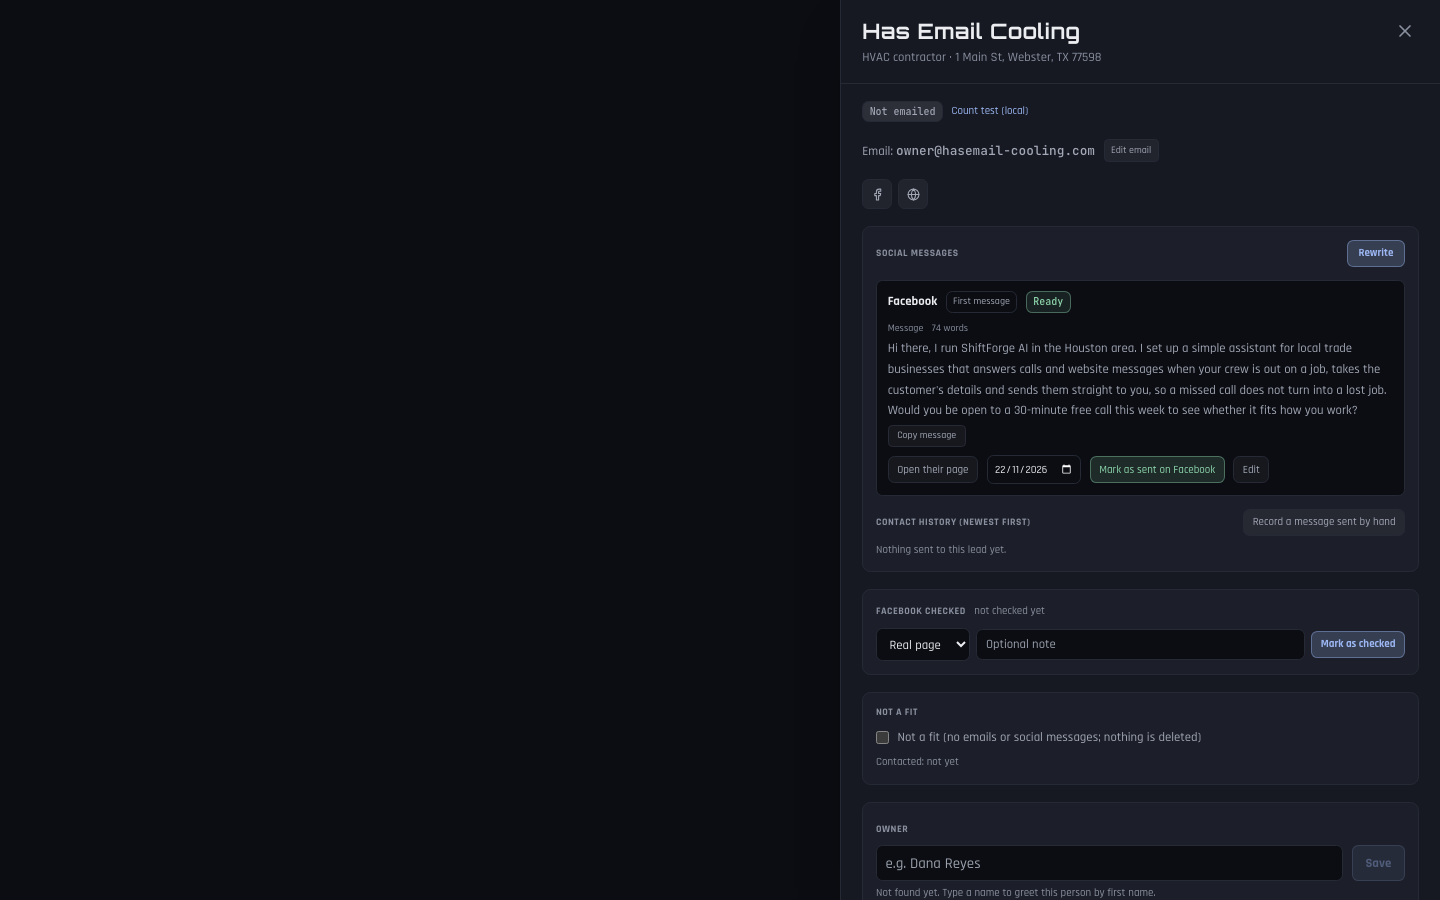 Has Email Cooling
HVAC contractor · 1 Main St, Webster, TX 77598
Not emailed Count test (local)
Email: owner@hasemail-cooling.com Edit email
SOCIAL MESSAGES Rewrite
Facebook First message Ready
Message 74 words
Hi there, I run ShiftForge AI in the Houston area. I set up a simple assistant for local trade
businesses that answers calls and website messages when your crew is out on a job, takes the
customer's details and sends them straight to you, so a missed call does not turn into a lost job.
Would you be open to a 30-minute free call this week to see whether it fits how you work?
Copy message
Open their page 22/11/2026 Mark as sent on Facebook Edit
CONTACT HISTORY (NEWEST FIRST) Record a message sent by hand
Nothing sent to this lead yet.
FACEBOOK CHECKED not checked yet
Real page Optional note Mark as checked
NOT A FIT
Not a fit (no emails or social messages; nothing is deleted)
Contacted: not yet
OWNER
e.g. Dana Reyes Save
Not found yet. Type a name to greet this person by first name.